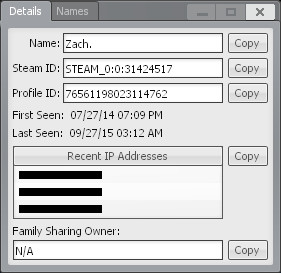 Details Names
Name: Zach. Copy
Steam ID: STEAM_0:0:31424517 Copy
Profile ID: 76561198023114762 Copy
First Seen: 07/27/14 07:09 PM
Last Seen: 09/27/15 03:12 AM
Recent IP Addresses Copy
Family Sharing Owner:
N/A Copy